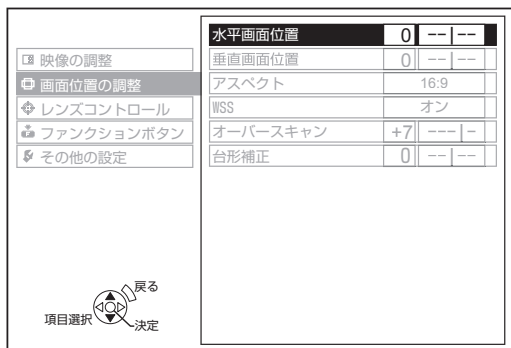 映像の調整
画面位置の調整
レンズコントロール
ファンクションボタン
その他の設定
水平画面位置 0 --|--
垂直画面位置 0 --|--
アスペクト 16:9
WSS オン
オーバースキャン +7 ---|-
台形補正 0 --|--
戻る
項目選択
決定